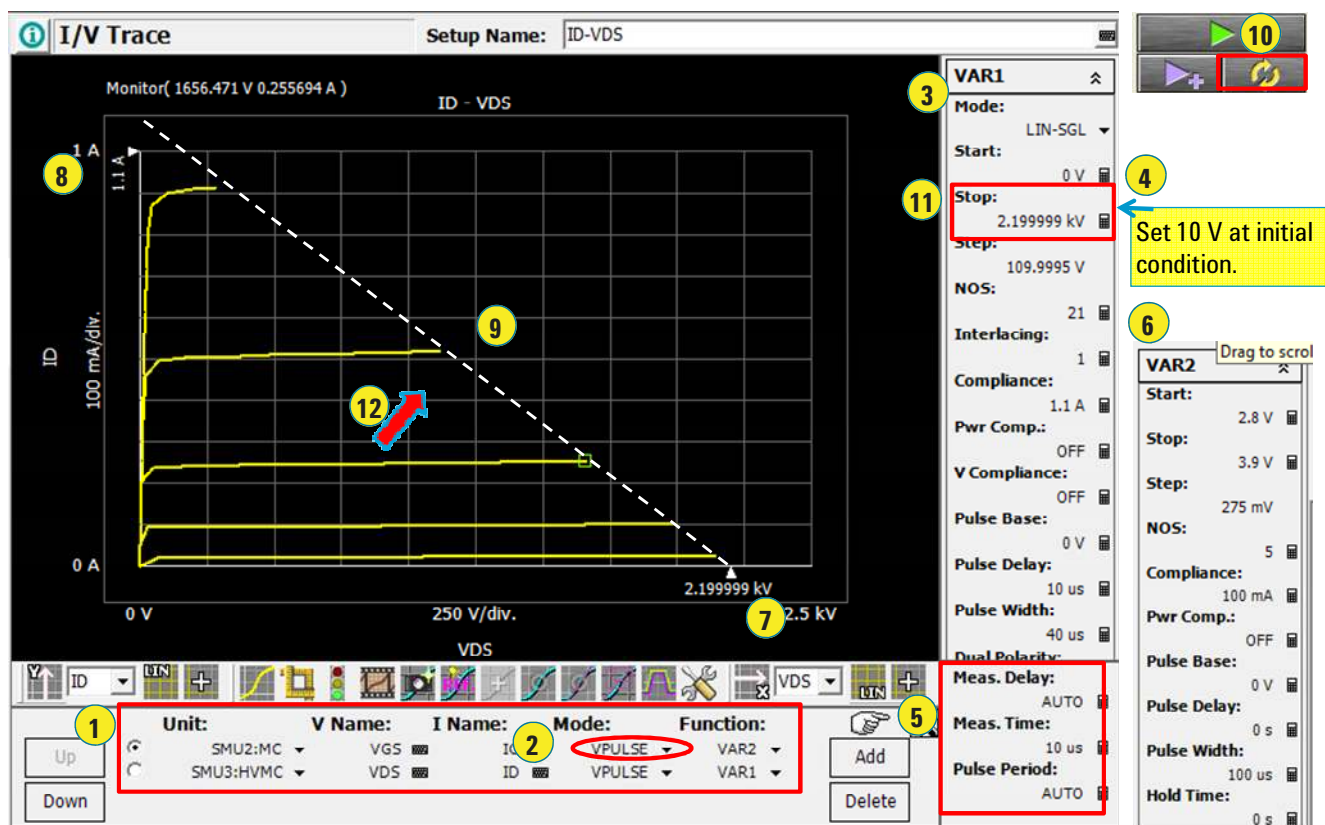 I/V Trace
Setup Name: ID-VDS
Monitor( 1656.471 V 0.255694 A )
ID - VDS
1 A
1.1 A
ID
100 mA/div.
0 A
2.199999 kV
0 V
250 V/div.
2.5 kV
VDS
8
9
12
7
3
VAR1
Mode:
LIN-SGL
Start:
0 V
11
Stop:
2.199999 kV
Step:
109.9995 V
NOS:
21
Interlacing:
1
Compliance:
1.1 A
Pwr Comp.:
OFF
V Compliance:
OFF
Pulse Base:
0 V
Pulse Delay:
10 us
Pulse Width:
40 us
Dual Polarity:
5
Meas. Delay:
AUTO
Meas. Time:
10 us
Pulse Period:
AUTO
10
4
Set 10 V at initial
condition.
6
Drag to scrol
VAR2
Start:
2.8 V
Stop:
3.9 V
Step:
275 mV
NOS:
5
Compliance:
100 mA
Pwr Comp.:
OFF
Pulse Base:
0 V
Pulse Delay:
0 s
Pulse Width:
100 us
Hold Time:
0 s
Y ID LIN
X VDS LIN
1
2
Unit: V Name: I Name: Mode: Function:
SMU2:MC VGS VPULSE VAR2
SMU3:HVMC VDS ID VPULSE VAR1
Up
Down
Add
Delete